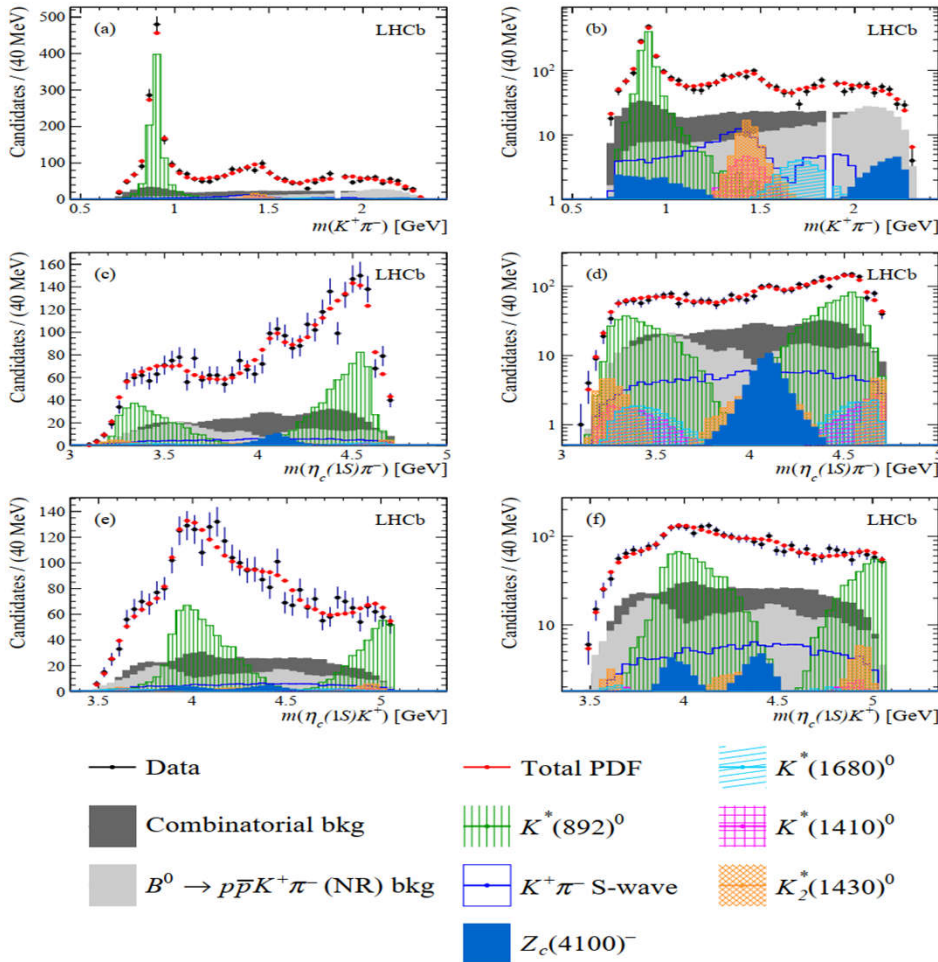 (a) LHCb
Candidates / (40 MeV)
500
400
300
200
100
0
0.5 1 1.5 2
m(K⁺π⁻) [GeV]
(b) LHCb
Candidates / (40 MeV)
10²
10
1
0.5 1 1.5 2
m(K⁺π⁻) [GeV]
(c) LHCb
Candidates / (40 MeV)
160
140
120
100
80
60
40
20
0
3 3.5 4 4.5 5
m(η_c(1S)π⁻) [GeV]
(d) LHCb
Candidates / (40 MeV)
10²
10
1
3 3.5 4 4.5 5
m(η_c(1S)π⁻) [GeV]
(e) LHCb
Candidates / (40 MeV)
140
120
100
80
60
40
20
0
3.5 4 4.5 5
m(η_c(1S)K⁺) [GeV]
(f) LHCb
Candidates / (40 MeV)
10²
10
3.5 4 4.5 5
m(η_c(1S)K⁺) [GeV]
Data Total PDF K*(1680)⁰
Combinatorial bkg K*(892)⁰ K*(1410)⁰
B⁰ → pp̅K⁺π⁻ (NR) bkg K⁺π⁻ S-wave K₂*(1430)⁰
Z_c(4100)⁻